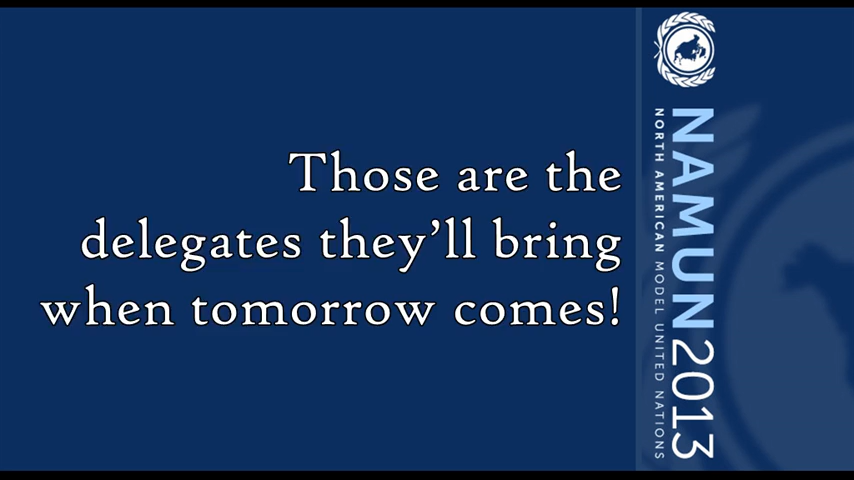 Those are the
delegates they’ll bring
when tomorrow comes!
NAMUN2013
NORTH AMERICAN MODEL UNITED NATIONS